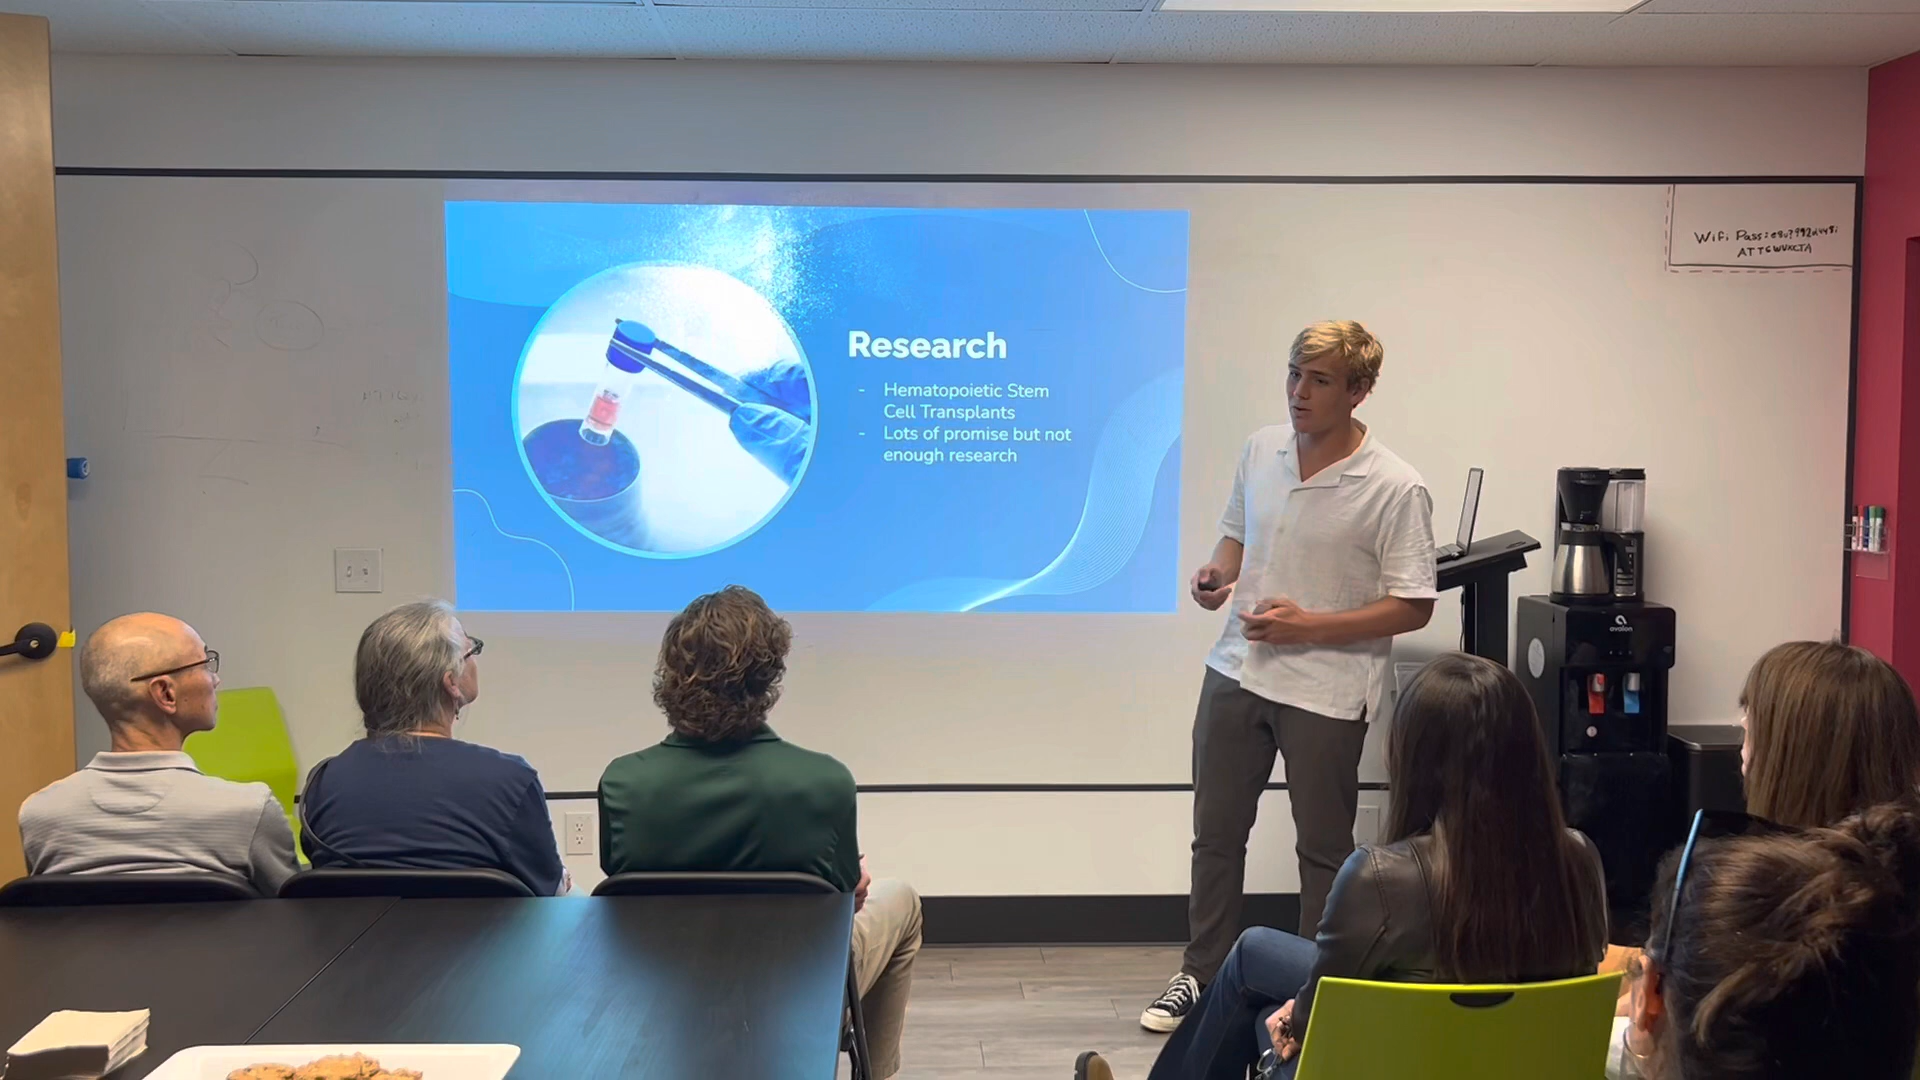 Research
- Hematopoietic Stem
Cell Transplants
- Lots of promise but not
enough research
Wifi Pass:
avalon